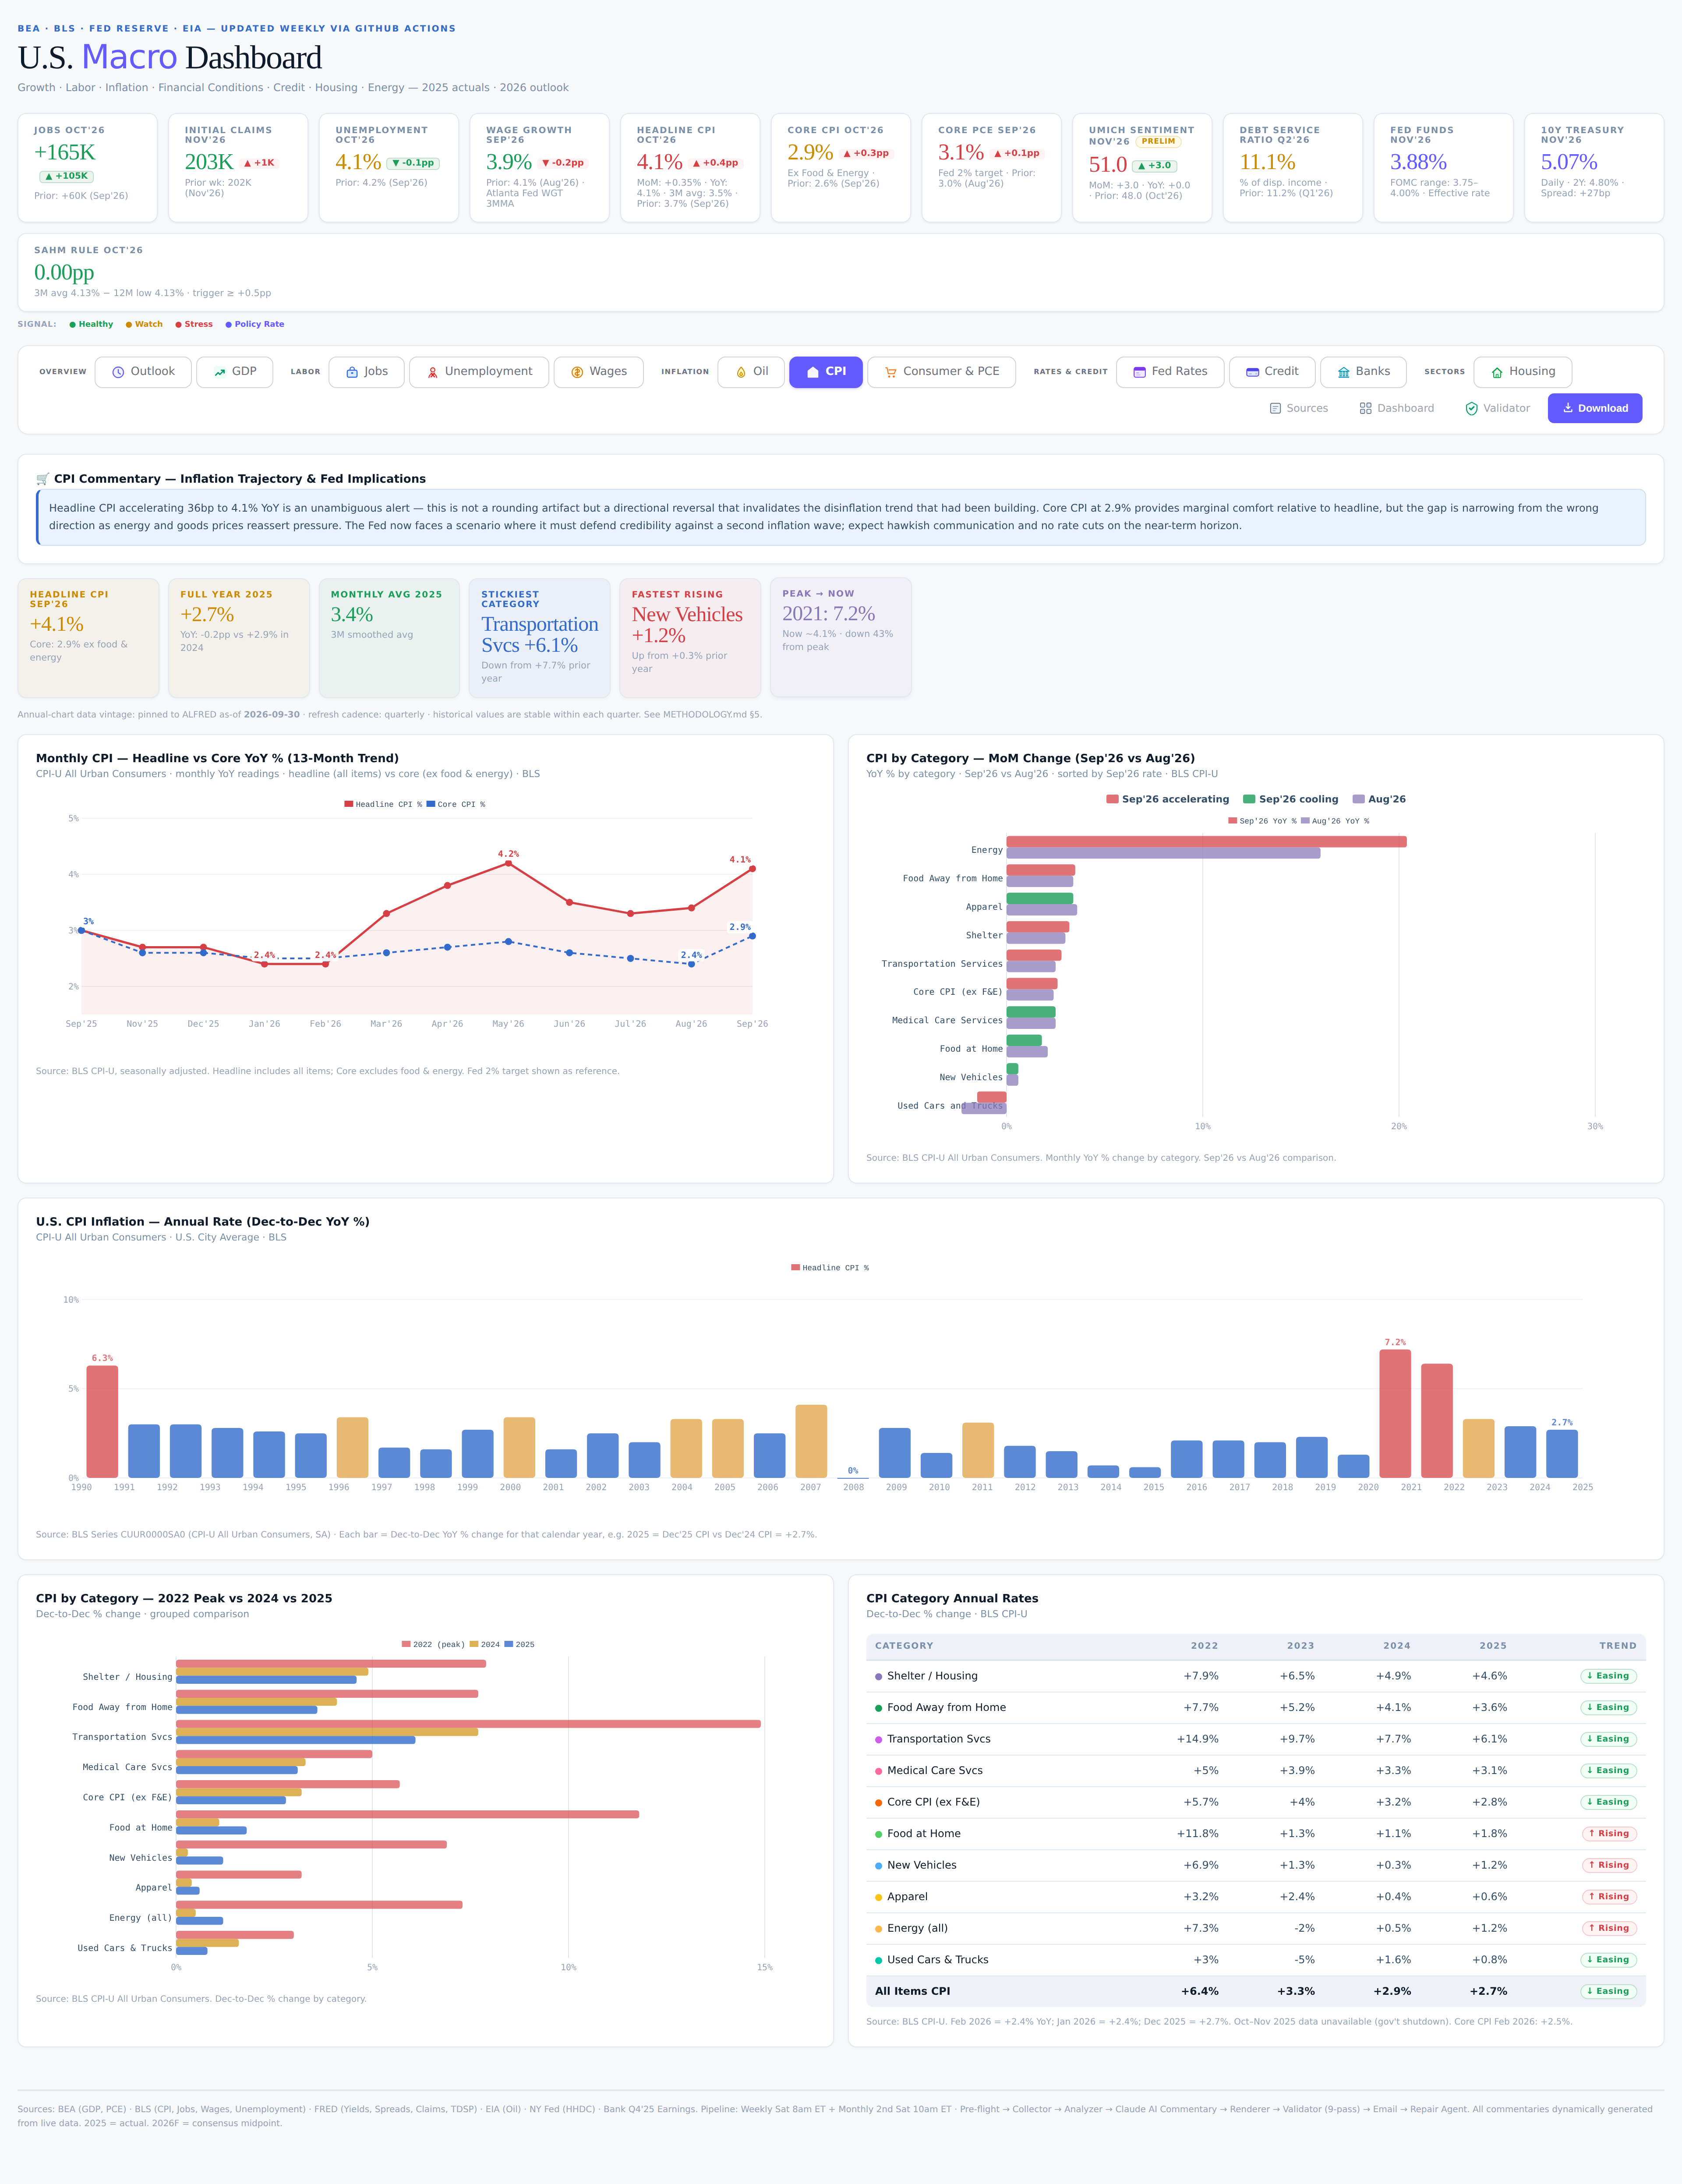 BEA · BLS · FED RESERVE · EIA — UPDATED WEEKLY VIA GITHUB ACTIONS
U.S. Macro Dashboard
Growth · Labor · Inflation · Financial Conditions · Credit · Housing · Energy — 2025 actuals · 2026 outlook
JOBS OCT'26
+165K
▲ +105K
Prior: +60K (Sep'26)
INITIAL CLAIMS
NOV'26
203K ▲ +1K
Prior wk: 202K
(Nov'26)
UNEMPLOYMENT
OCT'26
4.1% ▼ -0.1pp
Prior: 4.2% (Sep'26)
WAGE GROWTH
SEP'26
3.9% ▼ -0.2pp
Prior: 4.1% (Aug'26) ·
Atlanta Fed WGT
3MMA
HEADLINE CPI
OCT'26
4.1% ▲ +0.4pp
MoM: +0.35% · YoY:
4.1% · 3M avg: 3.5% ·
Prior: 3.7% (Sep'26)
CORE CPI OCT'26
2.9% ▲ +0.3pp
Ex Food & Energy ·
Prior: 2.6% (Sep'26)
CORE PCE SEP'26
3.1% ▲ +0.1pp
Fed 2% target · Prior:
3.0% (Aug'26)
UMICH SENTIMENT
NOV'26 PRELIM
51.0 ▲ +3.0
MoM: +3.0 · YoY: +0.0
· Prior: 48.0 (Oct'26)
DEBT SERVICE
RATIO Q2'26
11.1%
% of disp. income ·
Prior: 11.2% (Q1'26)
FED FUNDS
NOV'26
3.88%
FOMC range: 3.75–
4.00% · Effective rate
10Y TREASURY
NOV'26
5.07%
Daily · 2Y: 4.80% ·
Spread: +27bp
SAHM RULE OCT'26
0.00pp
3M avg 4.13% − 12M low 4.13% · trigger ≥ +0.5pp
SIGNAL: ● Healthy ● Watch ● Stress ● Policy Rate
OVERVIEW Outlook GDP LABOR Jobs Unemployment Wages INFLATION Oil CPI Consumer & PCE RATES & CREDIT Fed Rates Credit Banks SECTORS Housing
Sources Dashboard Validator Download
🛒 CPI Commentary — Inflation Trajectory & Fed Implications
Headline CPI accelerating 36bp to 4.1% YoY is an unambiguous alert — this is not a rounding artifact but a directional reversal that invalidates the disinflation trend that had been building. Core CPI at 2.9% provides marginal comfort relative to headline, but the gap is narrowing from the wrong
direction as energy and goods prices reassert pressure. The Fed now faces a scenario where it must defend credibility against a second inflation wave; expect hawkish communication and no rate cuts on the near-term horizon.
HEADLINE CPI
SEP'26
+4.1%
Core: 2.9% ex food &
energy
FULL YEAR 2025
+2.7%
YoY: -0.2pp vs +2.9% in
2024
MONTHLY AVG 2025
3.4%
3M smoothed avg
STICKIEST
CATEGORY
Transportation
Svcs +6.1%
Down from +7.7% prior
year
FASTEST RISING
New Vehicles
+1.2%
Up from +0.3% prior
year
PEAK → NOW
2021: 7.2%
Now ~4.1% · down 43%
from peak
Annual-chart data vintage: pinned to ALFRED as-of 2026-09-30 · refresh cadence: quarterly · historical values are stable within each quarter. See METHODOLOGY.md §5.
Monthly CPI — Headline vs Core YoY % (13-Month Trend)
CPI-U All Urban Consumers · monthly YoY readings · headline (all items) vs core (ex food & energy) · BLS
Headline CPI % Core CPI %
5%
4%
3%
2%
3%
2.4%
2.4%
4.2%
2.4%
4.1%
2.9%
Sep'25 Nov'25 Dec'25 Jan'26 Feb'26 Mar'26 Apr'26 May'26 Jun'26 Jul'26 Aug'26 Sep'26
Source: BLS CPI-U, seasonally adjusted. Headline includes all items; Core excludes food & energy. Fed 2% target shown as reference.
CPI by Category — MoM Change (Sep'26 vs Aug'26)
YoY % by category · Sep'26 vs Aug'26 · sorted by Sep'26 rate · BLS CPI-U
Sep'26 accelerating Sep'26 cooling Aug'26
Sep'26 YoY % Aug'26 YoY %
Energy
Food Away from Home
Apparel
Shelter
Transportation Services
Core CPI (ex F&E)
Medical Care Services
Food at Home
New Vehicles
Used Cars and Trucks
0% 10% 20% 30%
Source: BLS CPI-U All Urban Consumers. Monthly YoY % change by category. Sep'26 vs Aug'26 comparison.
U.S. CPI Inflation — Annual Rate (Dec-to-Dec YoY %)
CPI-U All Urban Consumers · U.S. City Average · BLS
Headline CPI %
10%
5%
0%
6.3%
0%
7.2%
2.7%
1990 1991 1992 1993 1994 1995 1996 1997 1998 1999 2000 2001 2002 2003 2004 2005 2006 2007 2008 2009 2010 2011 2012 2013 2014 2015 2016 2017 2018 2019 2020 2021 2022 2023 2024 2025
Source: BLS Series CUUR0000SA0 (CPI-U All Urban Consumers, SA) · Each bar = Dec-to-Dec YoY % change for that calendar year, e.g. 2025 = Dec'25 CPI vs Dec'24 CPI = +2.7%.
CPI by Category — 2022 Peak vs 2024 vs 2025
Dec-to-Dec % change · grouped comparison
2022 (peak) 2024 2025
Shelter / Housing
Food Away from Home
Transportation Svcs
Medical Care Svcs
Core CPI (ex F&E)
Food at Home
New Vehicles
Apparel
Energy (all)
Used Cars & Trucks
0% 5% 10% 15%
Source: BLS CPI-U All Urban Consumers. Dec-to-Dec % change by category.
CPI Category Annual Rates
Dec-to-Dec % change · BLS CPI-U
CATEGORY 2022 2023 2024 2025 TREND
Shelter / Housing +7.9% +6.5% +4.9% +4.6% ↓ Easing
Food Away from Home +7.7% +5.2% +4.1% +3.6% ↓ Easing
Transportation Svcs +14.9% +9.7% +7.7% +6.1% ↓ Easing
Medical Care Svcs +5% +3.9% +3.3% +3.1% ↓ Easing
Core CPI (ex F&E) +5.7% +4% +3.2% +2.8% ↓ Easing
Food at Home +11.8% +1.3% +1.1% +1.8% ↑ Rising
New Vehicles +6.9% +1.3% +0.3% +1.2% ↑ Rising
Apparel +3.2% +2.4% +0.4% +0.6% ↑ Rising
Energy (all) +7.3% -2% +0.5% +1.2% ↑ Rising
Used Cars & Trucks +3% -5% +1.6% +0.8% ↓ Easing
All Items CPI +6.4% +3.3% +2.9% +2.7% ↓ Easing
Source: BLS CPI-U. Feb 2026 = +2.4% YoY; Jan 2026 = +2.4%; Dec 2025 = +2.7%. Oct–Nov 2025 data unavailable (gov't shutdown). Core CPI Feb 2026: +2.5%.
Sources: BEA (GDP, PCE) · BLS (CPI, Jobs, Wages, Unemployment) · FRED (Yields, Spreads, Claims, TDSP) · EIA (Oil) · NY Fed (HHDC) · Bank Q4'25 Earnings. Pipeline: Weekly Sat 8am ET + Monthly 2nd Sat 10am ET · Pre-flight → Collector → Analyzer → Claude AI Commentary → Renderer → Validator (9-pass) → Email → Repair Agent. All commentaries dynamically generated
from live data. 2025 = actual. 2026F = consensus midpoint.